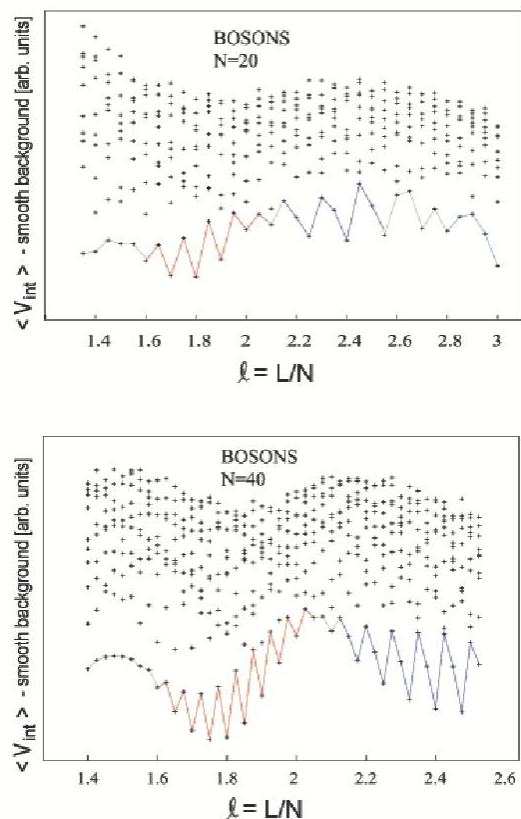 BOSONS
N=20
< V_int > - smooth background [arb. units]
1.4 1.6 1.8 2 2.2 2.4 2.6 2.8 3
ℓ = L/N
BOSONS
N=40
< V_int > - smooth background [arb. units]
1.4 1.6 1.8 2 2.2 2.4 2.6
ℓ = L/N